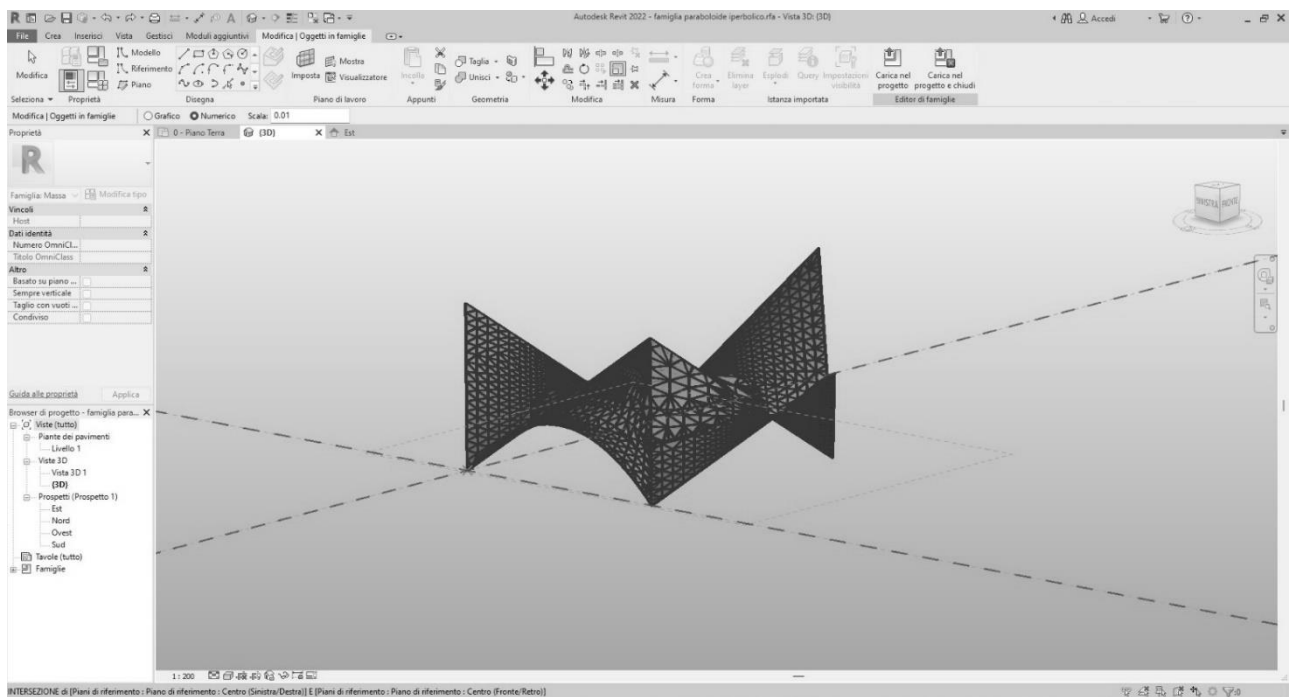 Autodesk Revit 2022 - famiglia paraboloide iperbolico.rfa - Vista 3D: {3D}
Accedi
File Crea Inserisci Vista Gestisci Moduli aggiuntivi Modifica | Oggetti in famiglie
Modifica
Modello
Riferimento
Piano
Imposta
Mostra
Visualizzatore
Incolla
Taglia
Unisci
Crea forma
Elimina layer
Esplodi
Query
Impostazioni visibilità
Carica nel progetto
Carica nel progetto e chiudi
Seleziona Proprietà Disegna Piano di lavoro Appunti Geometria Modifica Misura Forma Istanza importata Editor di famiglie
Modifica | Oggetti in famiglie Grafico Numerico Scala: 0.01
Proprietà X 0 - Piano Terra {3D} X Est
R
Famiglia: Massa Modifica tipo
Vincoli
Host
Dati identità
Numero OmniCl...
Titolo OmniClass
Altro
Basato su piano ...
Sempre verticale
Taglio con vuoti ...
Condiviso
Guida alle proprietà Applica
Browser di progetto - famiglia para... X
Viste (tutto)
Piante dei pavimenti
Livello 1
Viste 3D
Vista 3D 1
{3D}
Prospetti (Prospetto 1)
Est
Nord
Ovest
Sud
Tavole (tutto)
Famiglie
SINISTRA FRONTE
1 : 200
INTERSEZIONE di [Piani di riferimento : Piano di riferimento : Centro (Sinistra/Destra)] E [Piani di riferimento : Piano di riferimento : Centro (Fronte/Retro)]
:0